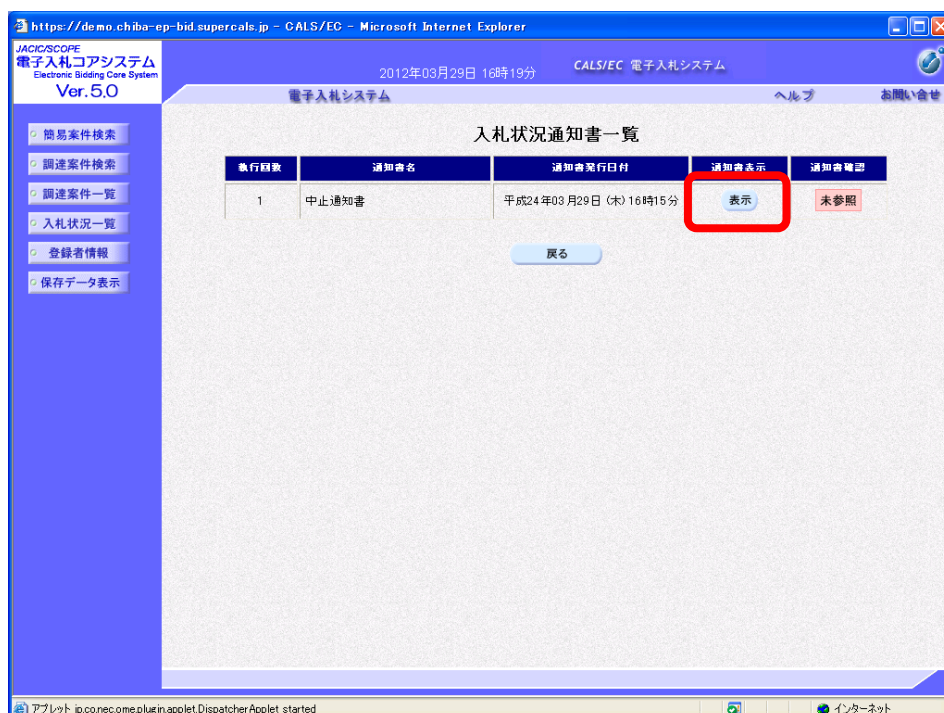 https://demo.chiba-ep-bid.supercals.jp - CALS/EC - Microsoft Internet Explorer
JACIC/SCOPE
電子入札コアシステム
Electronic Bidding Core System
Ver.5.0
2012年03月29日 16時19分
CALS/EC 電子入札システム
電子入札システム
ヘルプ
お問い合せ
簡易案件検索
調達案件検索
調達案件一覧
入札状況一覧
登録者情報
保存データ表示
入札状況通知書一覧
執行回数 通知書名 通知書発行日付 通知書表示 通知書確認
1 中止通知書 平成24年03月29日 (木) 16時15分 表示 未参照
戻る
アプレット jp.co.nec.ome.plugin.applet.DispatcherApplet started
インターネット